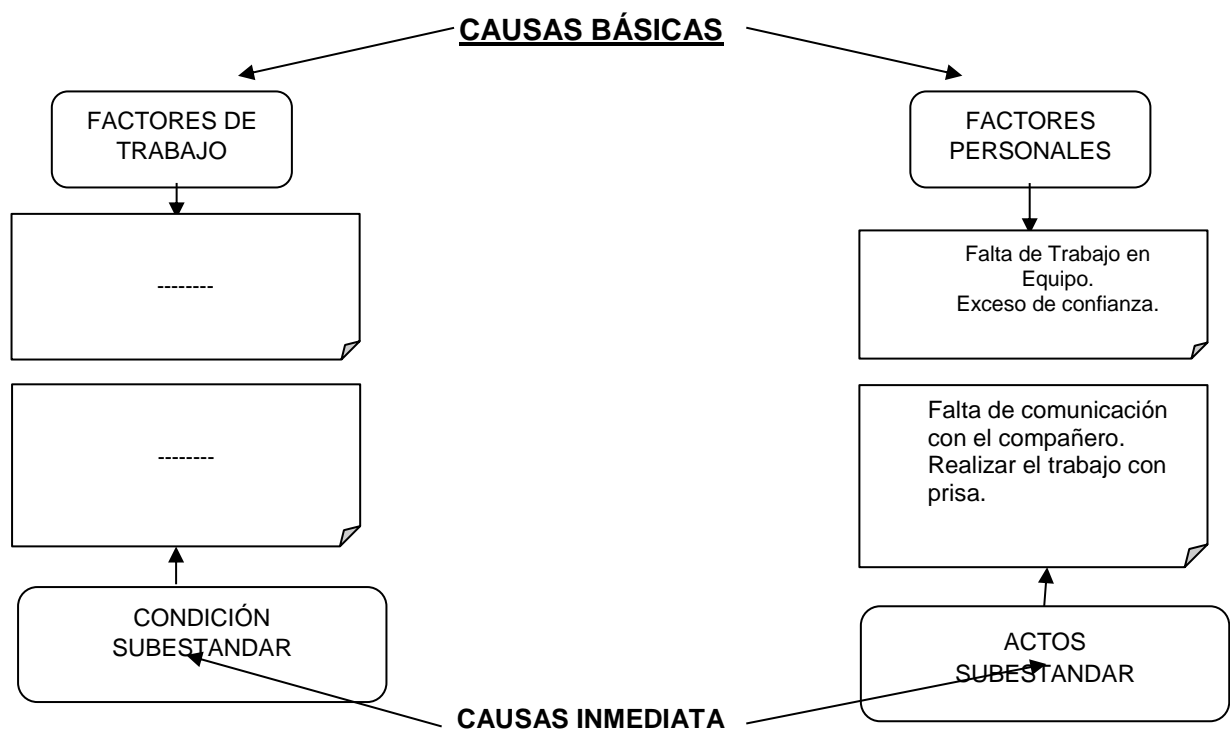 CAUSAS BÁSICAS
FACTORES DE
TRABAJO
FACTORES
PERSONALES
--------
Falta de Trabajo en
Equipo.
Exceso de confianza.
--------
Falta de comunicación
con el compañero.
Realizar el trabajo con
prisa.
CONDICIÓN
SUBESTANDAR
ACTOS
SUBESTANDAR
CAUSAS INMEDIATA